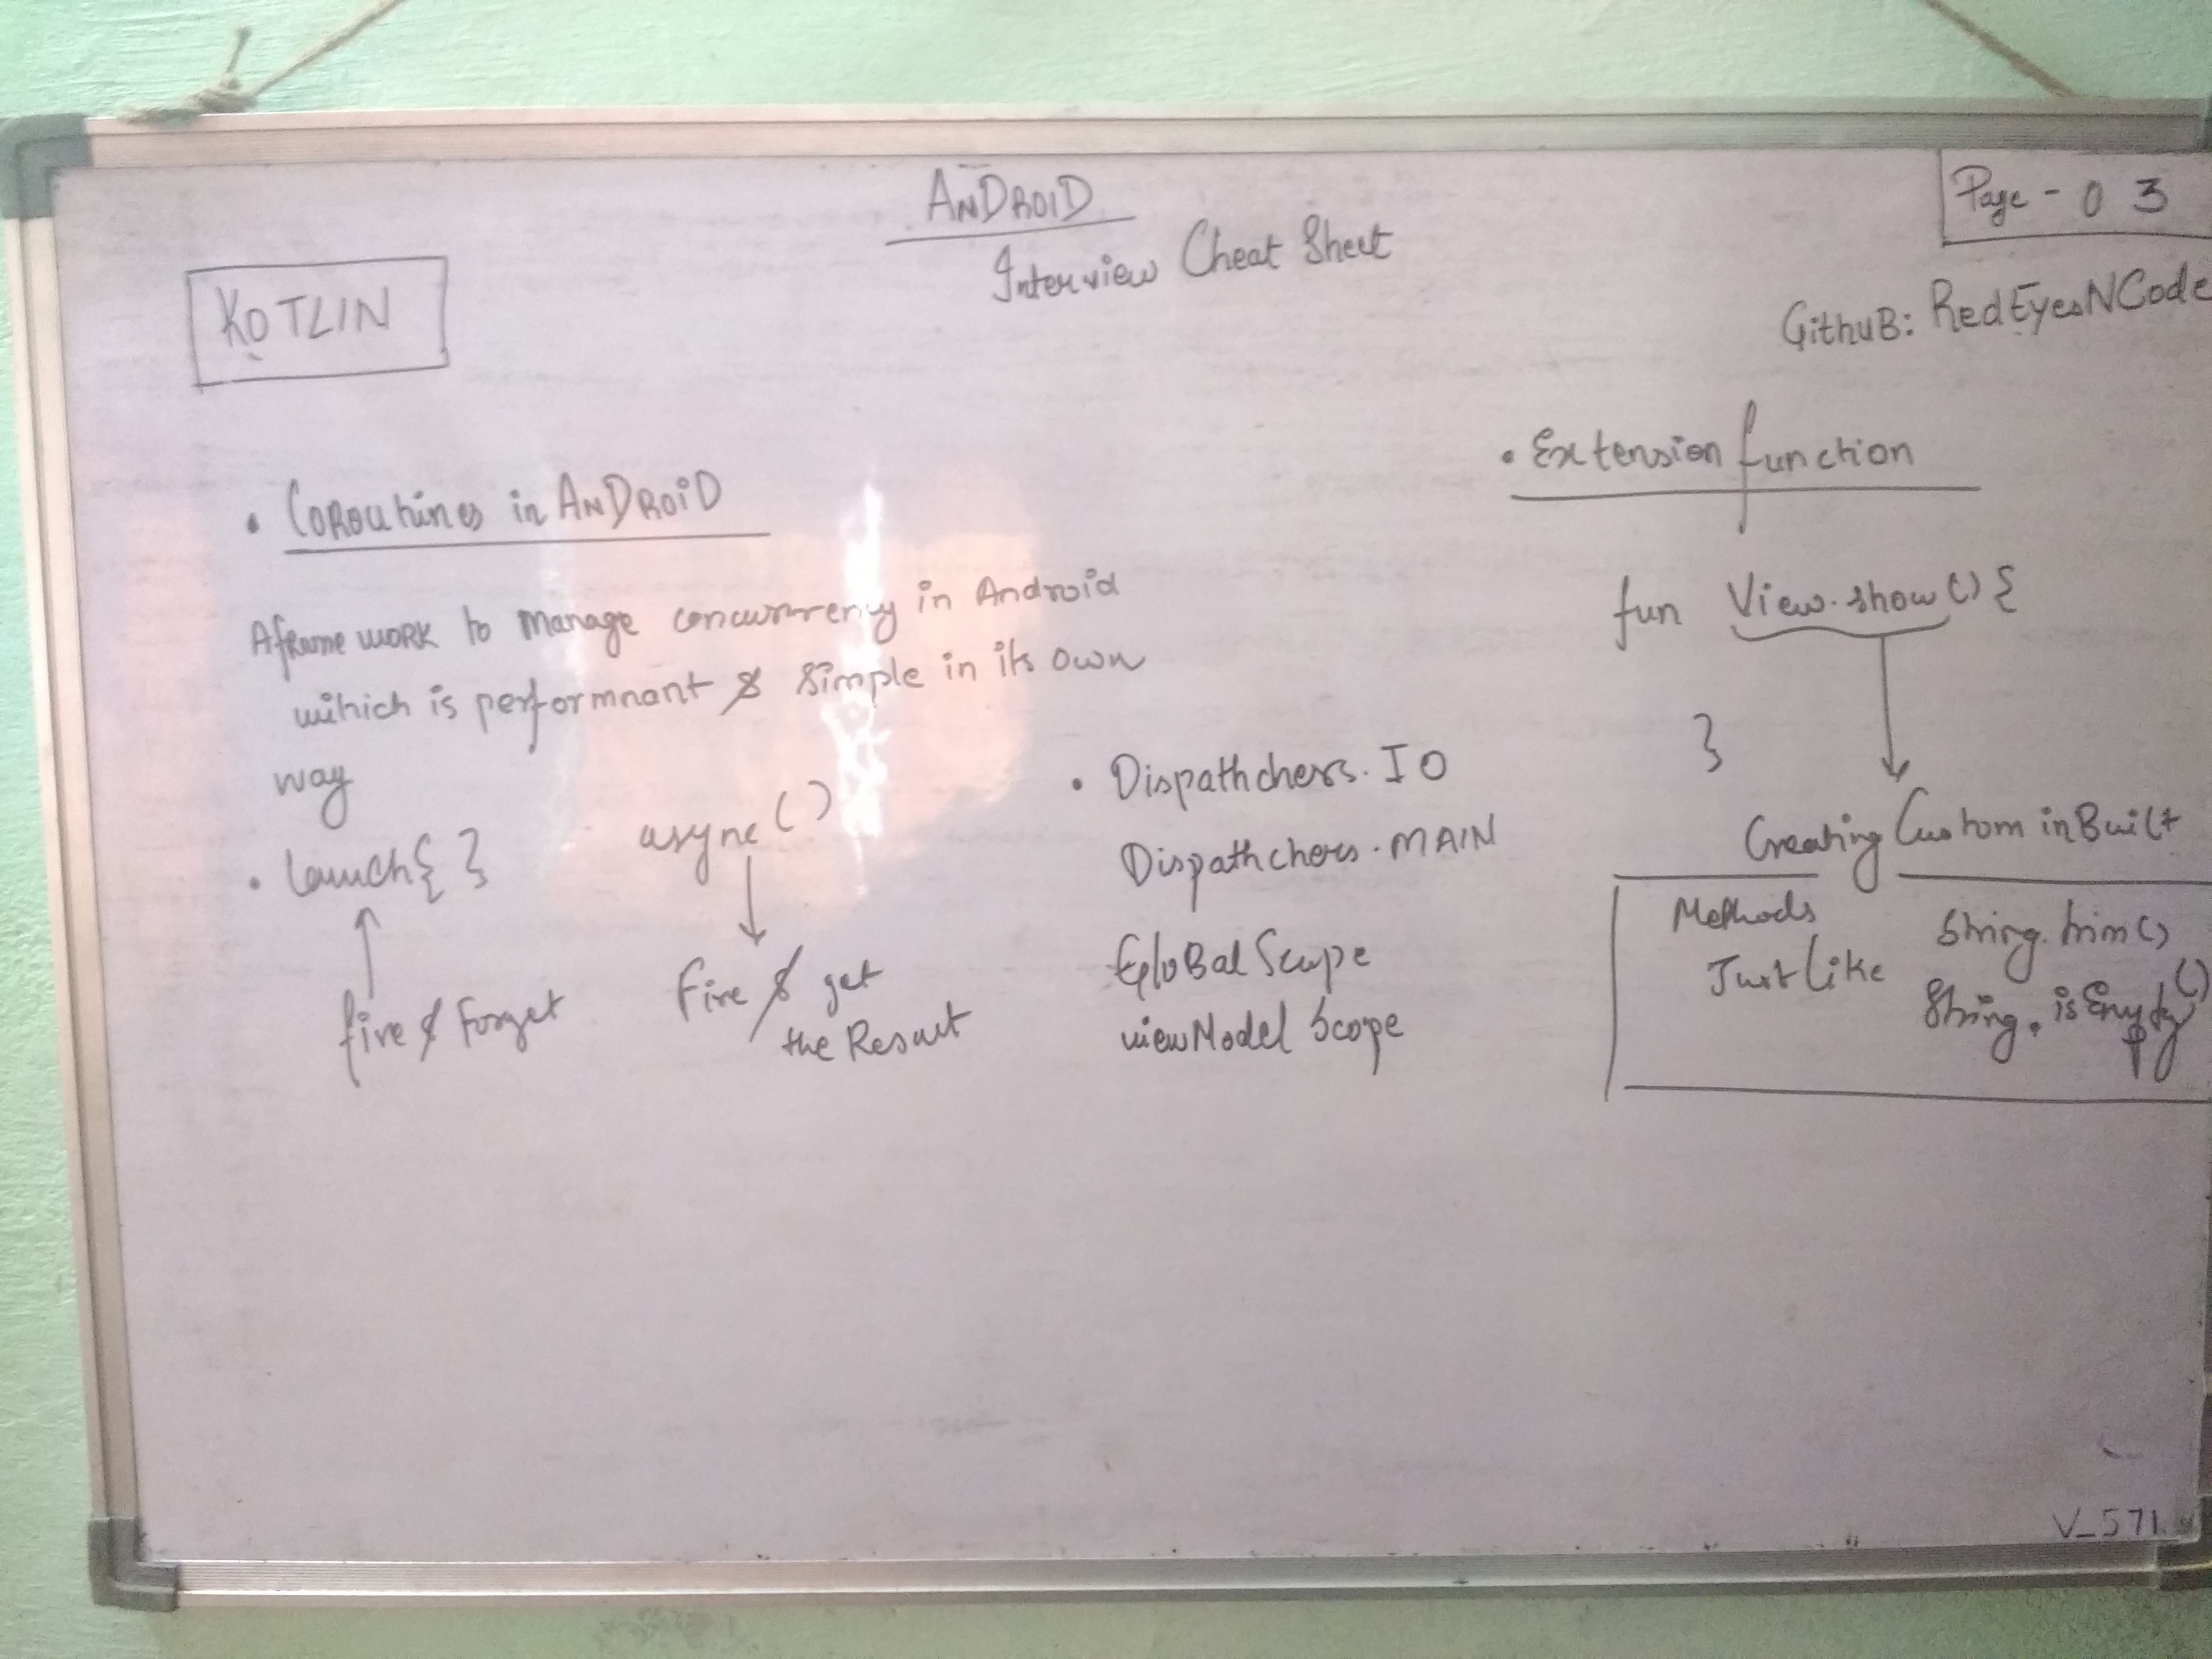 ANDROID
Interview Cheat Sheet
Page - 03
GithuB: RedEyesNCode
KOTLIN
• Coroutines in ANDROiD
A frame work to manage concurrency in Android
which is performnant & Simple in its own
way
• launch{ }
fire & Forget
async()
Fire & get
the Result
• Dispathchers.IO
Dispathchers.MAIN
GloBal Scope
viewModel Scope
• Extension function
fun View.show(){
}
Creating Custom inBuilt
Methods
Just like
String.trim()
String.isEmpty()
V_571